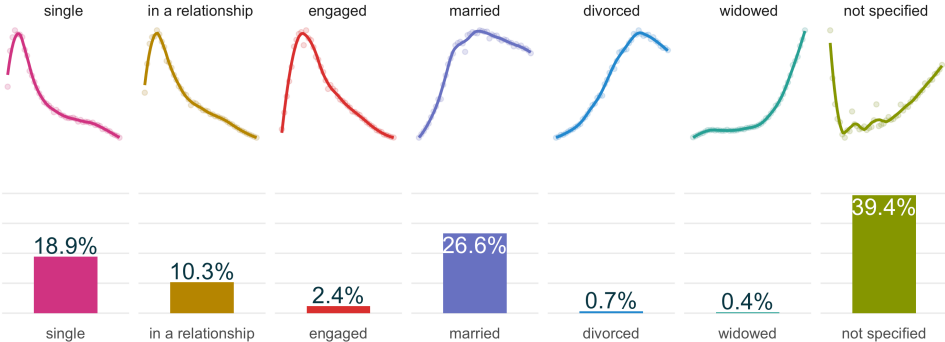 single in a relationship engaged married divorced widowed not specified
18.9% 10.3% 2.4% 26.6% 0.7% 0.4% 39.4%
single in a relationship engaged married divorced widowed not specified